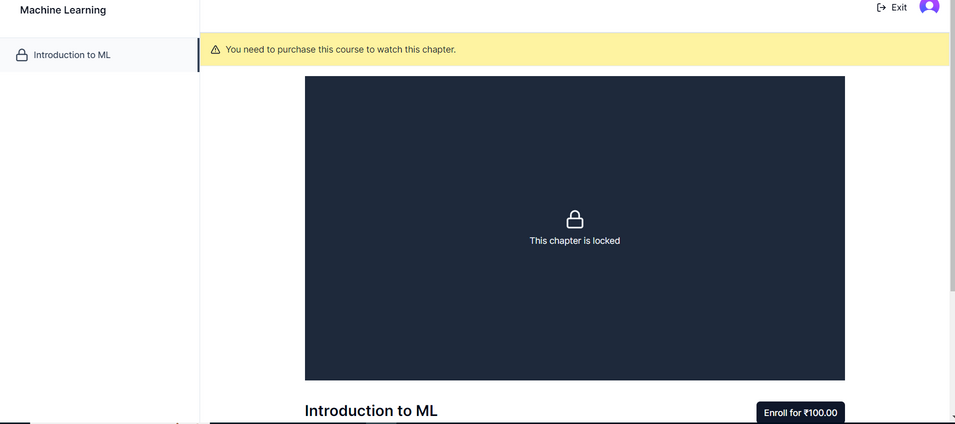 Machine Learning
Exit
Introduction to ML
You need to purchase this course to watch this chapter.
This chapter is locked
Introduction to ML
Enroll for ₹100.00